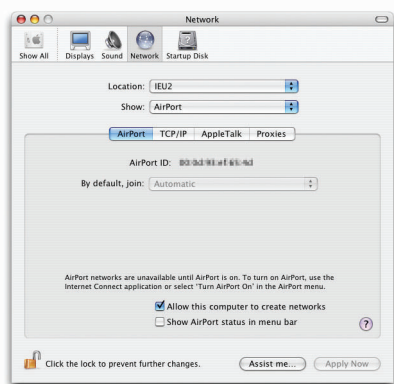 Network
Show All Displays Sound Network Startup Disk
Location: IEU2
Show: AirPort
AirPort TCP/IP AppleTalk Proxies
AirPort ID:
By default, join: Automatic
AirPort networks are unavailable until AirPort is on. To turn on AirPort, use the
Internet Connect application or select "Turn AirPort On" in the AirPort menu.
Allow this computer to create networks
Show AirPort status in menu bar
?
Click the lock to prevent further changes. Assist me... Apply Now